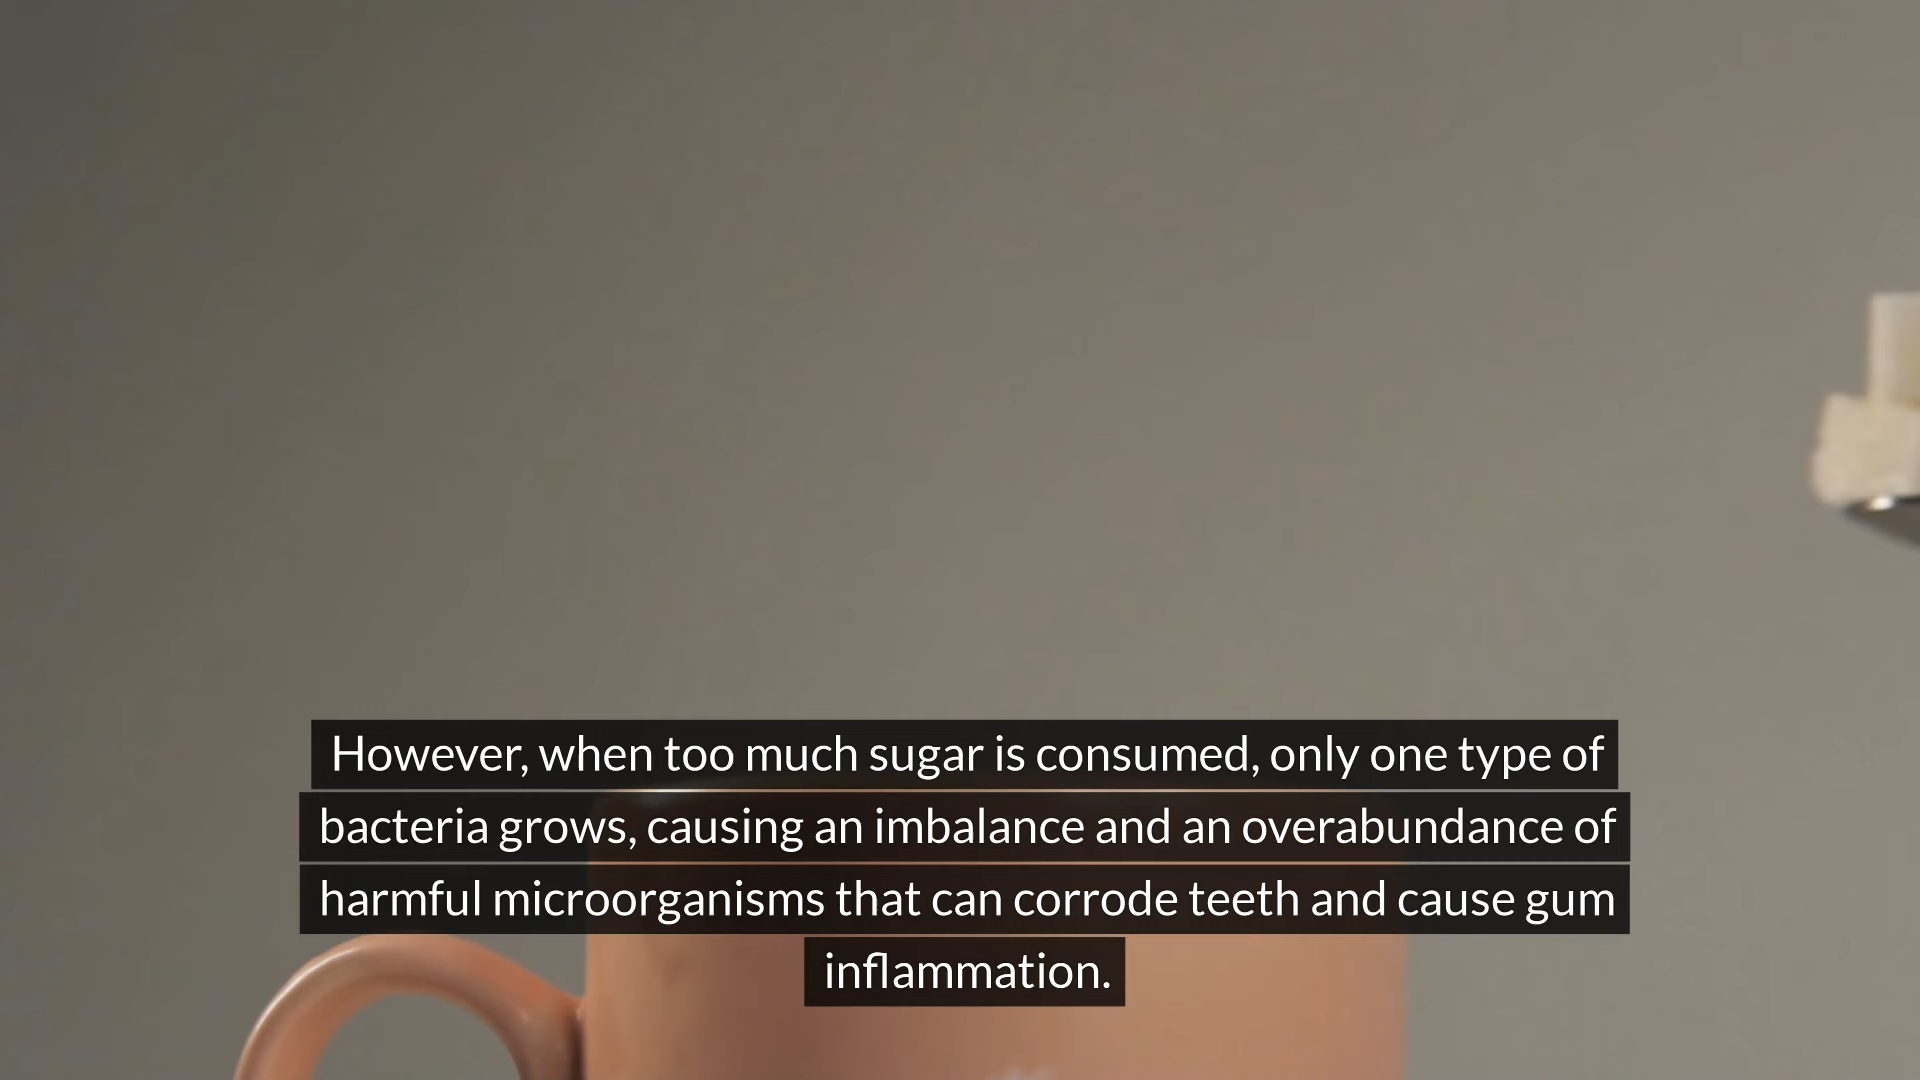 However, when too much sugar is consumed, only one type of
bacteria grows, causing an imbalance and an overabundance of
harmful microorganisms that can corrode teeth and cause gum
inflammation.